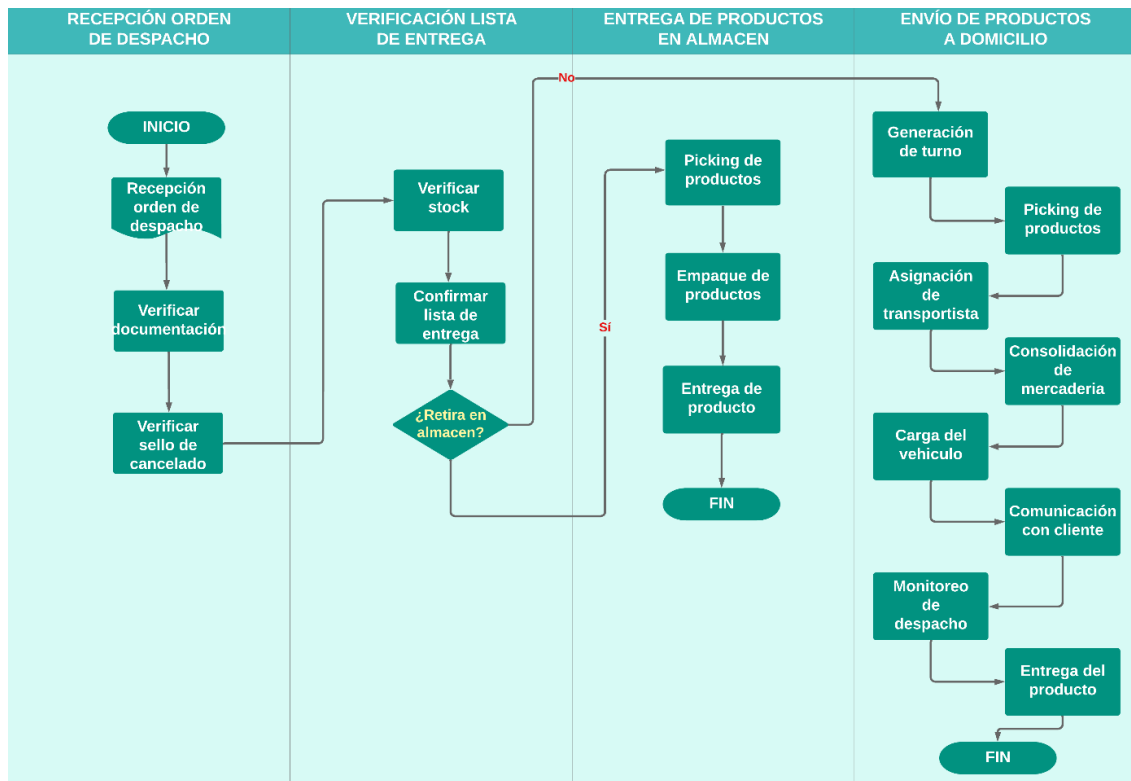 RECEPCIÓN ORDEN
DE DESPACHO
VERIFICACIÓN LISTA
DE ENTREGA
ENTREGA DE PRODUCTOS
EN ALMACEN
ENVÍO DE PRODUCTOS
A DOMICILIO
INICIO
Recepción
orden de
despacho
Verificar
documentación
Verificar
sello de
cancelado
Verificar
stock
Confirmar
lista de
entrega
¿Retira en
almacen?
No
Sí
Picking de
productos
Empaque de
productos
Entrega de
producto
FIN
Generación
de turno
Picking de
productos
Asignación
de
transportista
Consolidación
de
mercaderia
Carga del
vehiculo
Comunicación
con cliente
Monitoreo
de
despacho
Entrega del
producto
FIN